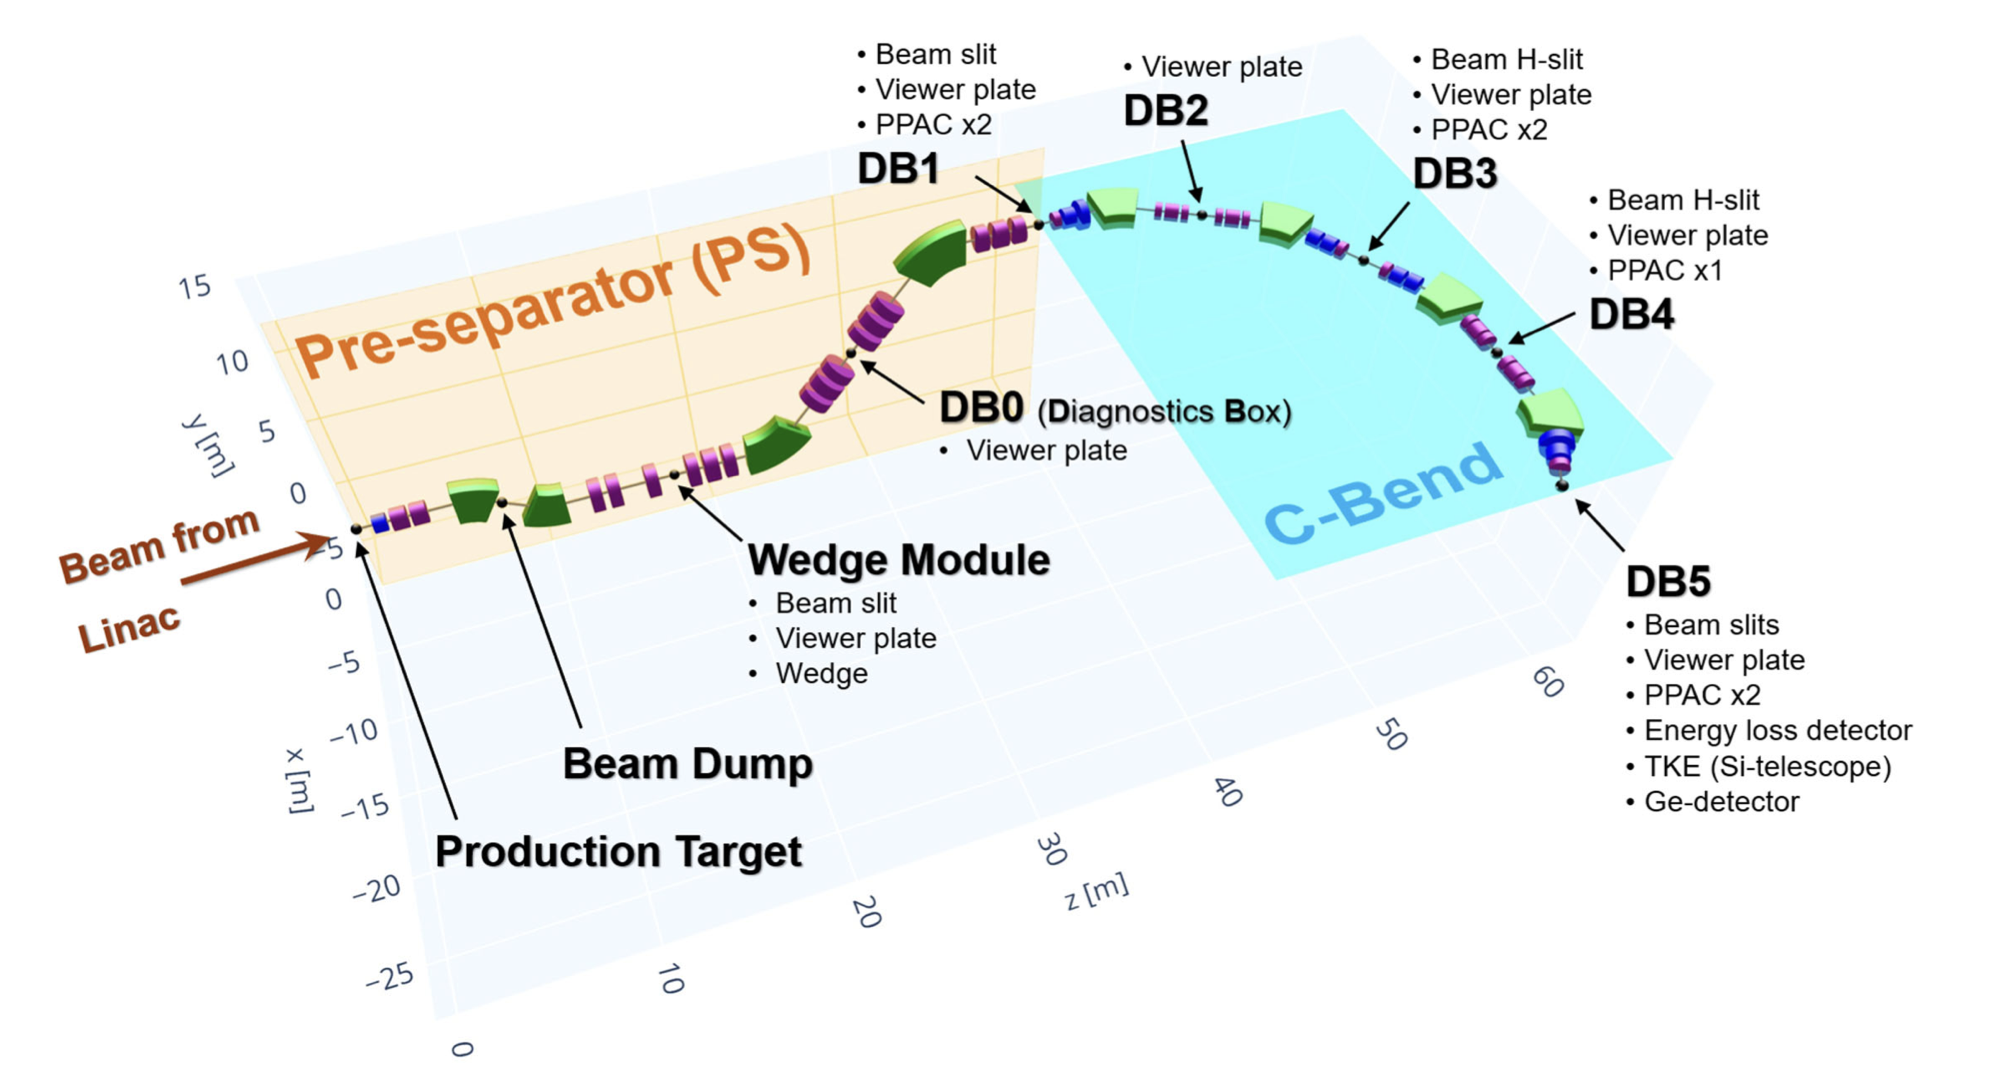 • Beam slit
• Viewer plate
• PPAC x2
DB1
• Viewer plate
DB2
• Beam H-slit
• Viewer plate
• PPAC x2
DB3
• Beam H-slit
• Viewer plate
• PPAC x1
DB4
Pre-separator (PS)
15
10
5
0
−5
y [m]
DB0 (Diagnostics Box)
• Viewer plate
C-Bend
Beam from
Linac
Wedge Module
• Beam slit
• Viewer plate
• Wedge
Beam Dump
Production Target
DB5
• Beam slits
• Viewer plate
• PPAC x2
• Energy loss detector
• TKE (Si-telescope)
• Ge-detector
0
−5
−10
−15
−20
−25
x [m]
0
10
20
30
40
50
60
z [m]